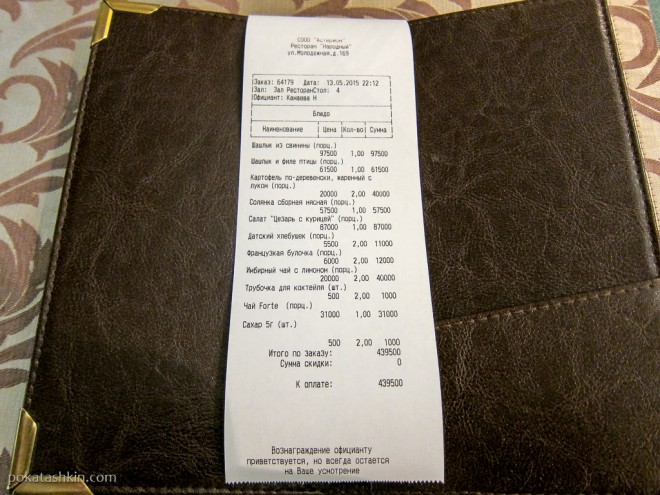 СООО "Астерион"
Ресторан "Народный"
ул.Молодежная,д.169
Заказ: 64179 Дата: 13.05.2015 22:12
Зал: Зал РесторанСтол: 4
Официант: Канаева Н
Блюдо
Наименование Цена Кол-во Сумма
Шашлык из свинины (порц.)
97500 1,00 97500
Шашлык и филе птицы (порц.)
61500 1,00 61500
Картофель по-деревенски, жаренный с
луком (порц.)
20000 2,00 40000
Солянка сборная мясная (порц.)
57500 1,00 57500
Салат "Цезарь с курицей" (порц.)
87000 1,00 87000
Датский хлебушек (порц.)
5500 2,00 11000
Французкая булочка (порц.)
6000 2,00 12000
Имбирный чай с лимоном (порц.)
20000 2,00 40000
Трубочка для коктейля (шт.)
500 2,00 1000
Чай Forte (порц.)
31000 1,00 31000
Сахар 5г (шт.)
500 2,00 1000
Итого по заказу: 439500
Сумма скидки: 0
К оплате: 439500
Вознаграждение официанту
приветствуется, но всегда остается
на Ваше усмотрение
pokatashkin.com